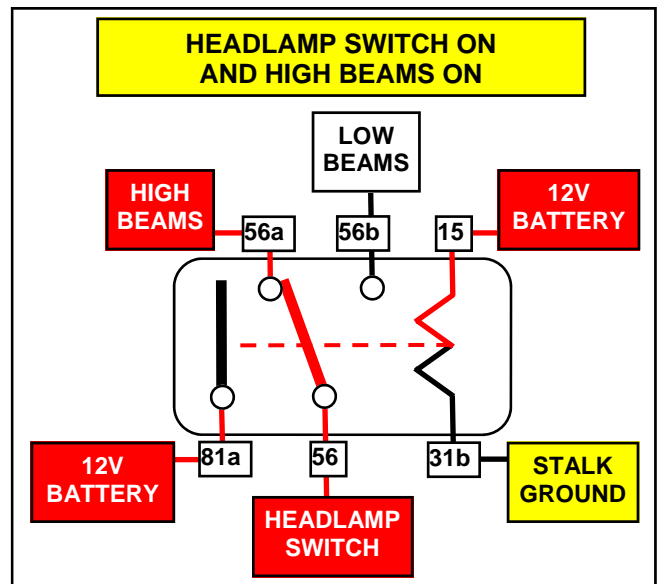 HEADLAMP SWITCH ON
AND HIGH BEAMS ON
LOW
BEAMS
HIGH
BEAMS
12V
BATTERY
56a
56b
15
12V
BATTERY
81a
56
31b
STALK
GROUND
HEADLAMP
SWITCH